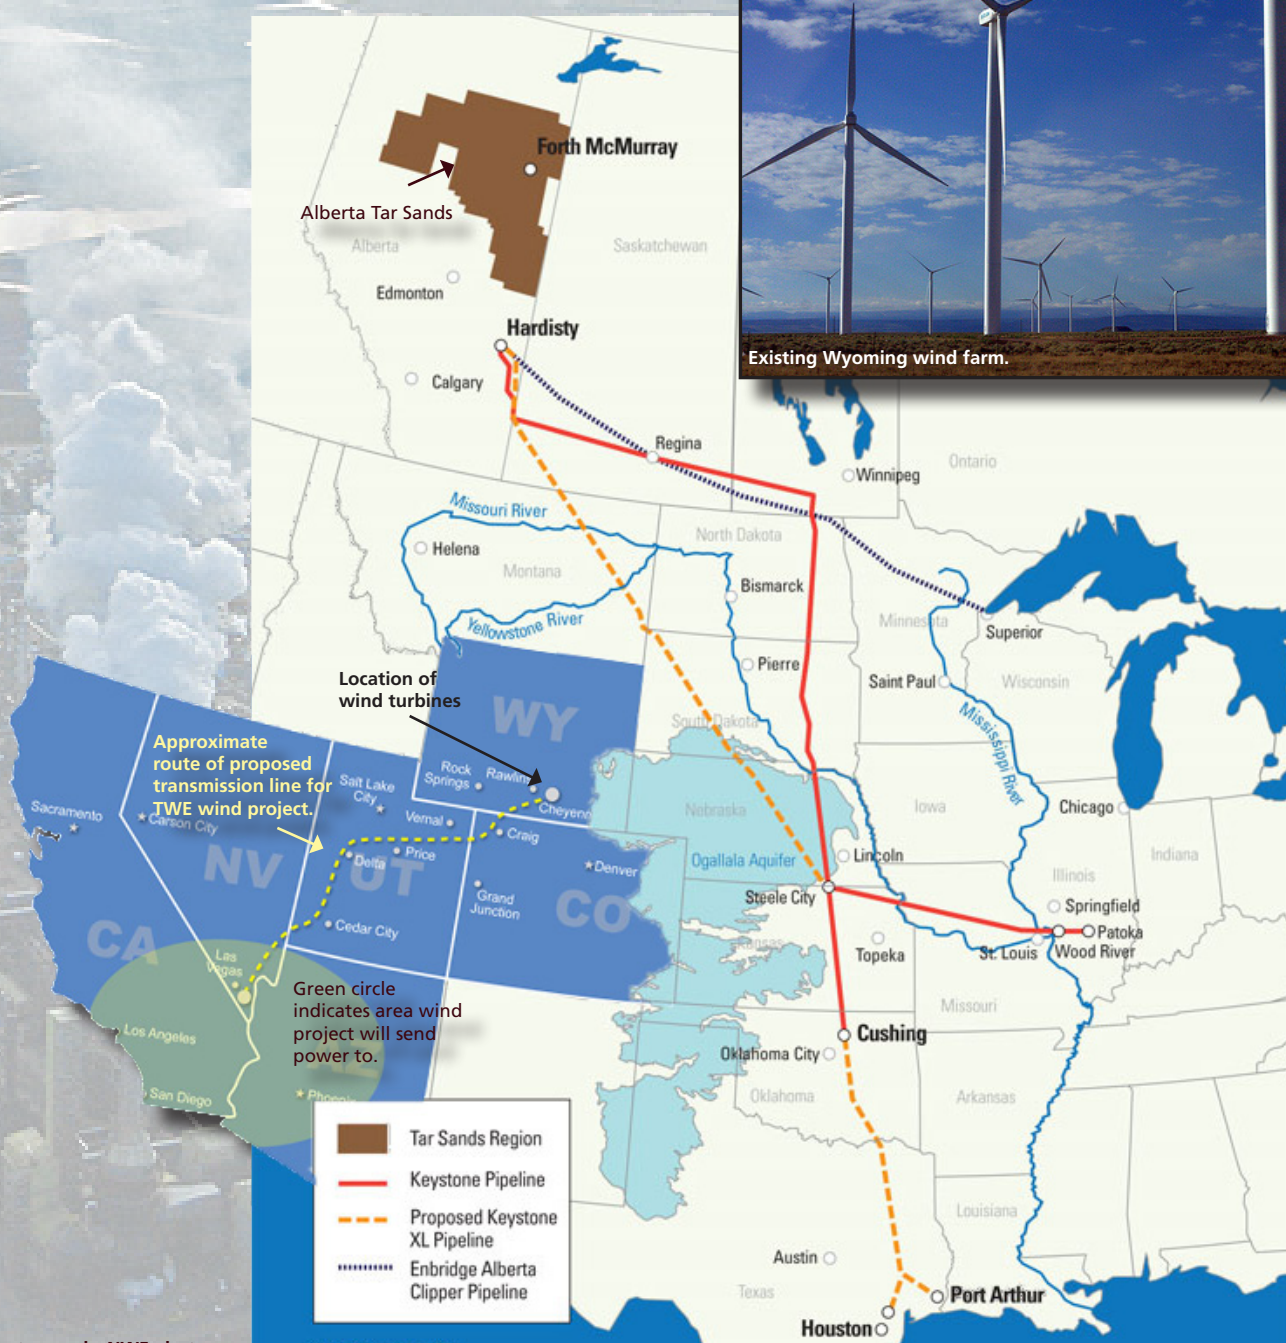 Forth McMurray
Alberta Tar Sands
Alberta
Saskatchewan
Edmonton
Hardisty
Existing Wyoming wind farm.
Calgary
Regina
Winnipeg
Ontario
Missouri River
North Dakota
Helena
Montana
Bismarck
Yellowstone River
Minnesota
Superior
Pierre
Location of
wind turbines
Saint Paul
Wisconsin
WY
South Dakota
Mississippi River
Approximate
route of proposed
transmission line for
TWE wind project.
Rock
Springs
Rawlins
Salt Lake
City
Cheyenn
Sacramento
Carson City
Vernal
Nebraska
Iowa
Chicago
Craig
NV
Delta
Price
UT
Denver
Ogallala Aquifer
Lincoln
Indiana
Illinois
Grand
Junction
CO
Steele City
Springfield
CA
Cedar City
Kansas
Topeka
St. Louis
Patoka
Wood River
Las
Vegas
Green circle
indicates area wind
project will send
power to.
Missouri
Los Angeles
AZ
Cushing
Oklahoma City
San Diego
Phoenix
Oklahoma
Arkansas
Tar Sands Region
Keystone Pipeline
Proposed Keystone
XL Pipeline
Enbridge Alberta
Clipper Pipeline
Louisiana
Austin
Texas
Port Arthur
Houston